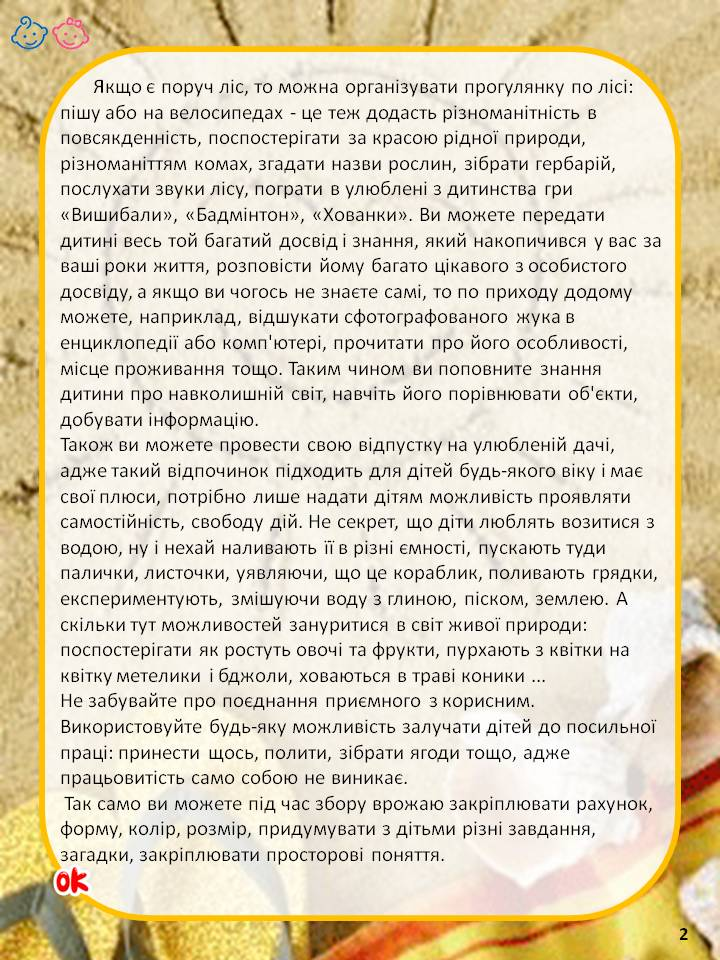 Якщо є поруч ліс, то можна організувати прогулянку по лісі:
пішу або на велосипедах - це теж додасть різноманітність в
повсякденність, поспостерігати за красою рідної природи,
різноманіттям комах, згадати назви рослин, зібрати гербарій,
послухати звуки лісу, пограти в улюблені з дитинства гри
«Вишибали», «Бадмінтон», «Хованки». Ви можете передати
дитині весь той багатий досвід і знання, який накопичився у вас за
ваші роки життя, розповісти йому багато цікавого з особистого
досвіду, а якщо ви чогось не знаєте самі, то по приходу додому
можете, наприклад, відшукати сфотографованого жука в
енциклопедії або комп'ютері, прочитати про його особливості,
місце проживання тощо. Таким чином ви поповните знання
дитини про навколишній світ, навчіть його порівнювати об'єкти,
добувати інформацію.
Також ви можете провести свою відпустку на улюбленій дачі,
адже такий відпочинок підходить для дітей будь-якого віку і має
свої плюси, потрібно лише надати дітям можливість проявляти
самостійність, свободу дій. Не секрет, що діти люблять возитися з
водою, ну і нехай наливають її в різні ємності, пускають туди
палички, листочки, уявляючи, що це кораблик, поливають грядки,
експериментують, змішуючи воду з глиною, піском, землею. А
скільки тут можливостей зануритися в світ живої природи:
поспостерігати як ростуть овочі та фрукти, пурхають з квітки на
квітку метелики і бджоли, ховаються в траві коники ...
Не забувайте про поєднання приємного з корисним.
Використовуйте будь-яку можливість залучати дітей до посильної
праці: принести щось, полити, зібрати ягоди тощо, адже
працьовитість само собою не виникає.
Так само ви можете під час збору врожаю закріплювати рахунок,
форму, колір, розмір, придумувати з дітьми різні завдання,
загадки, закріплювати просторові поняття.
ОК
2